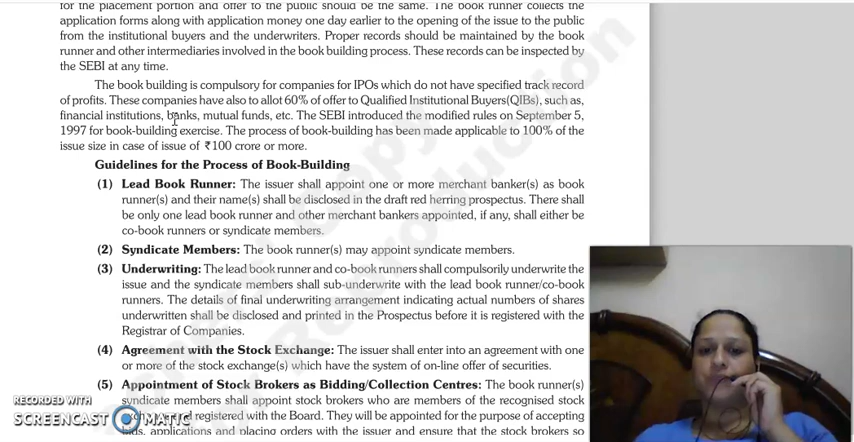 for the placement portion and offer to the public should be the same. The book runner collects the
application forms along with application money one day earlier to the opening of the issue to the public
from the institutional buyers and the underwriters. Proper records should be maintained by the book
runner and other intermediaries involved in the book building process. These records can be inspected by
the SEBI at any time.
The book building is compulsory for companies for IPOs which do not have specified track record
of profits. These companies have also to allot 60% of offer to Qualified Institutional Buyers(QIBs), such as,
financial institutions, banks, mutual funds, etc. The SEBI introduced the modified rules on September 5,
1997 for book-building exercise. The process of book-building has been made applicable to 100% of the
issue size in case of issue of ₹100 crore or more.
Guidelines for the Process of Book-Building
(1) Lead Book Runner: The issuer shall appoint one or more merchant banker(s) as book
runner(s) and their name(s) shall be disclosed in the draft red herring prospectus. There shall
be only one lead book runner and other merchant bankers appointed, if any, shall either be
co-book runners or syndicate members.
(2) Syndicate Members: The book runner(s) may appoint syndicate members.
(3) Underwriting: The lead book runner and co-book runners shall compulsorily underwrite the
issue and the syndicate members shall sub-underwrite with the lead book runner/co-book
runners. The details of final underwriting arrangement indicating actual numbers of shares
underwritten shall be disclosed and printed in the Prospectus before it is registered with the
Registrar of Companies.
(4) Agreement with the Stock Exchange: The issuer shall enter into an agreement with one
or more of the stock exchange(s) which have the system of on-line offer of securities.
(5) Appointment of Stock Brokers as Bidding/Collection Centres: The book runner(s)
syndicate members shall appoint stock brokers who are members of the recognised stock
and registered with the Board. They will be appointed for the purpose of accepting
bids, applications and placing orders with the issuer and ensure that the stock brokers so
RECORDED WITH
SCREENCAST MATIC